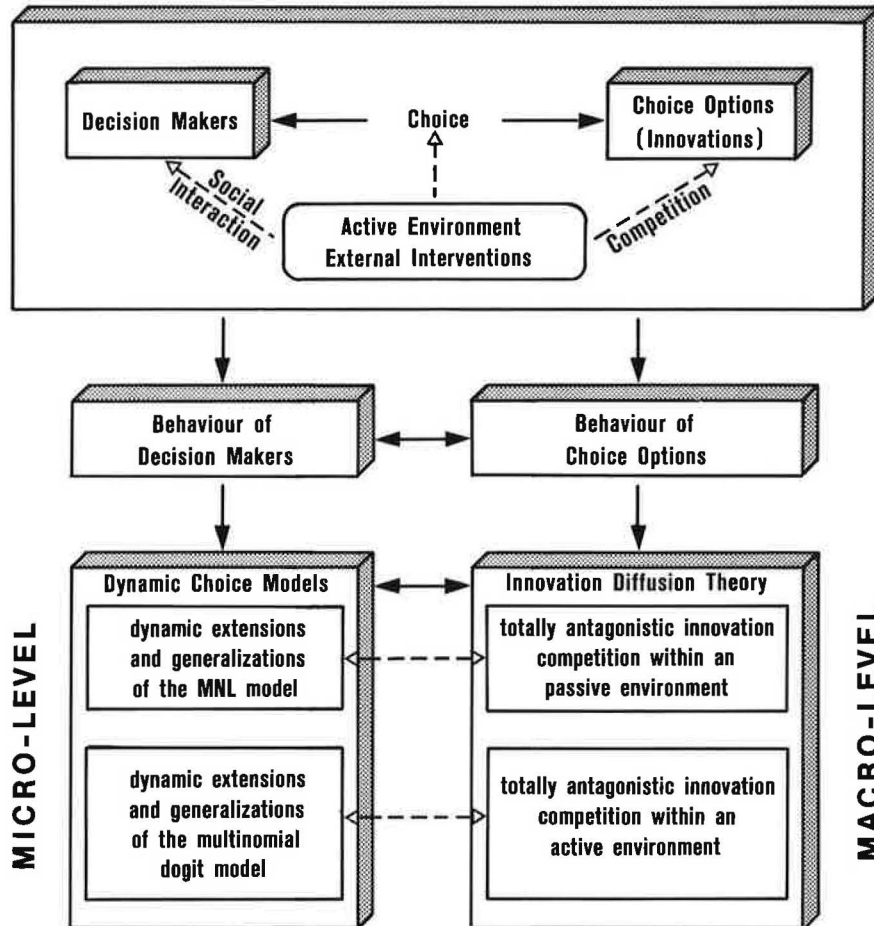 Decision Makers
Choice
Choice Options
(Innovations)
Social
Interaction
Active Environment
External Interventions
Competition
Behaviour of
Decision Makers
Behaviour of
Choice Options
MICRO-LEVEL
Dynamic Choice Models
dynamic extensions
and generalizations
of the MNL model
dynamic extensions
and generalizations
of the multinomial
dogit model
Innovation Diffusion Theory
totally antagonistic innovation
competition within an
passive environment
totally antagonistic innovation
competition within an
active environment
MACRO-LEVEL